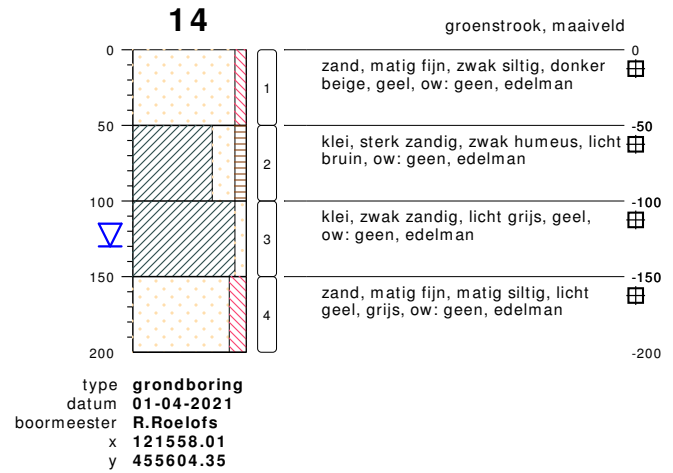 14
groenstrook, maaiveld
0 0
zand, matig fijn, zwak siltig, donker
beige, geel, ow: geen, edelman
1
50 -50
klei, sterk zandig, zwak humeus, licht
bruin, ow: geen, edelman
2
100 -100
klei, zwak zandig, licht grijs, geel,
ow: geen, edelman
3
150 -150
zand, matig fijn, matig siltig, licht
geel, grijs, ow: geen, edelman
4
200 -200
type grondboring
datum 01-04-2021
boormeester R.Roelofs
x 121558.01
y 455604.35